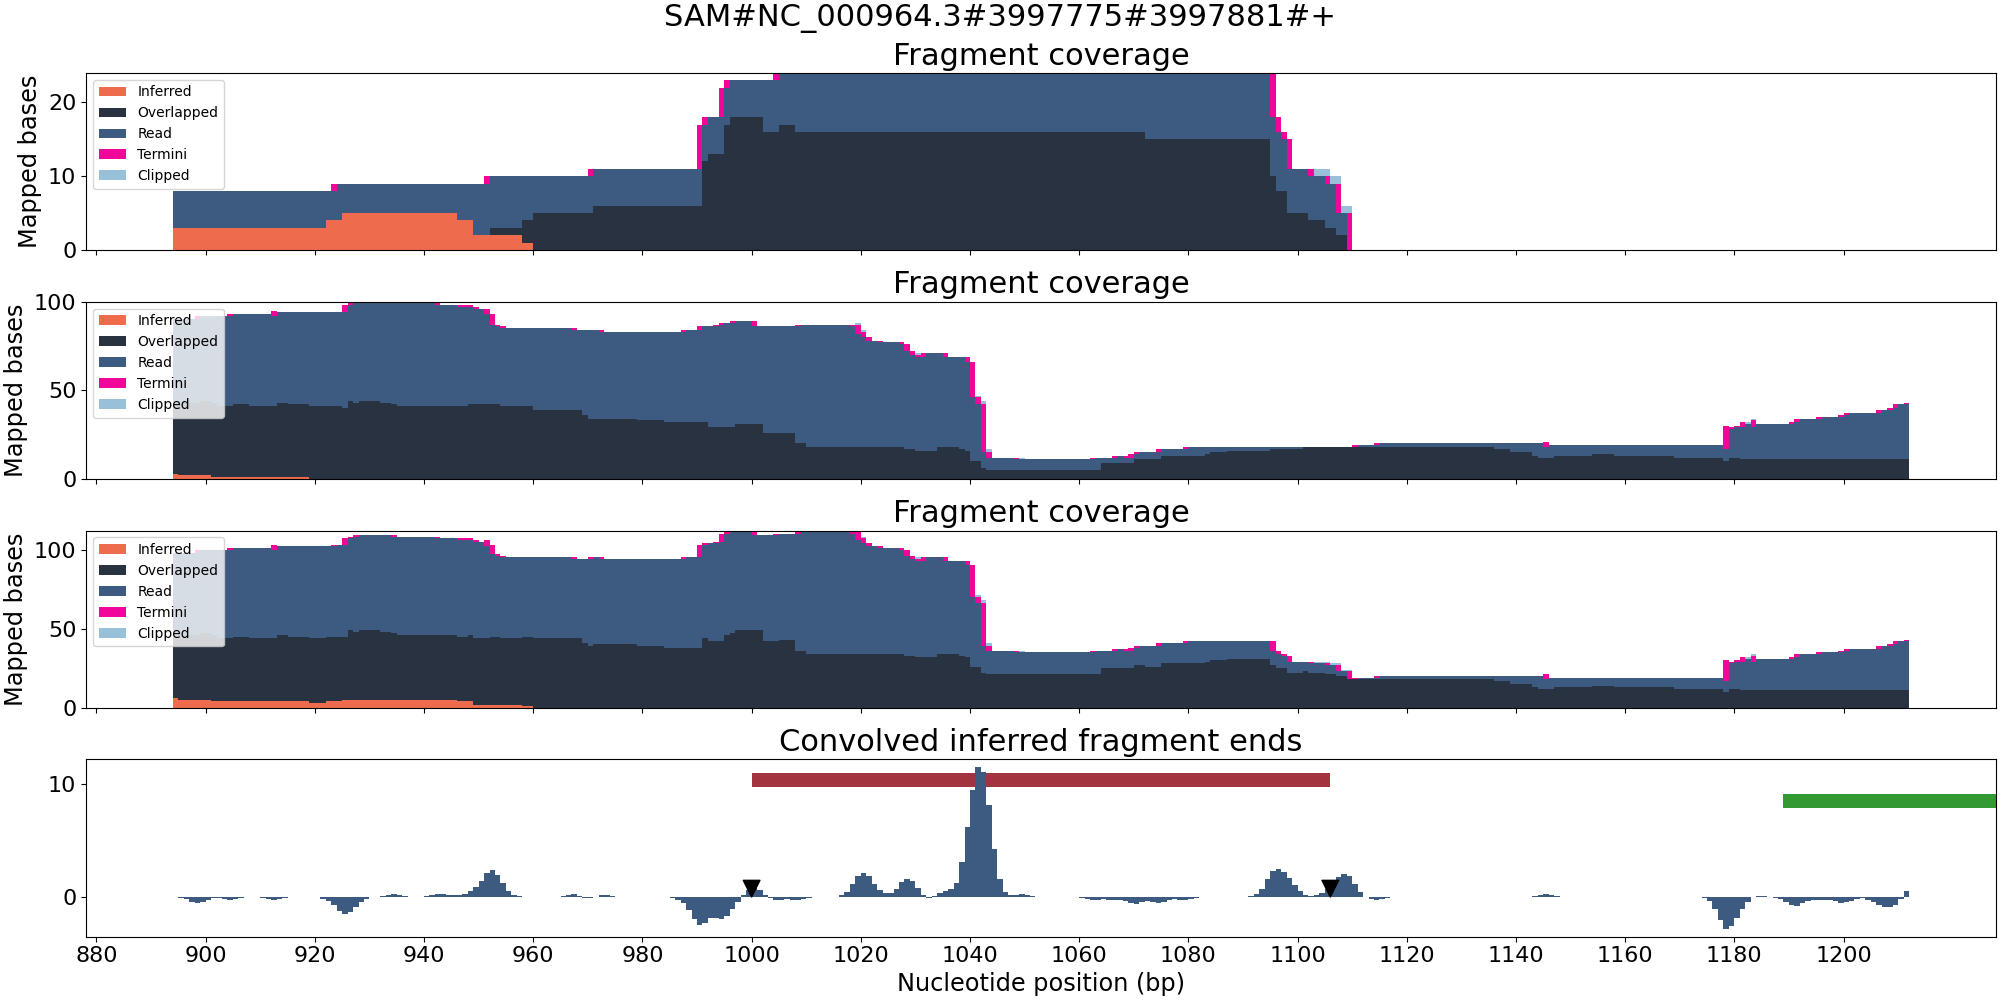 SAM#NC_000964.3#3997775#3997881#+
Fragment coverage
Mapped bases
20
10
0
Inferred
Overlapped
Read
Termini
Clipped
Fragment coverage
Mapped bases
100
50
0
Inferred
Overlapped
Read
Termini
Clipped
Fragment coverage
Mapped bases
100
50
0
Inferred
Overlapped
Read
Termini
Clipped
Convolved inferred fragment ends
10
0
880 900 920 940 960 980 1000 1020 1040 1060 1080 1100 1120 1140 1160 1180 1200
Nucleotide position (bp)